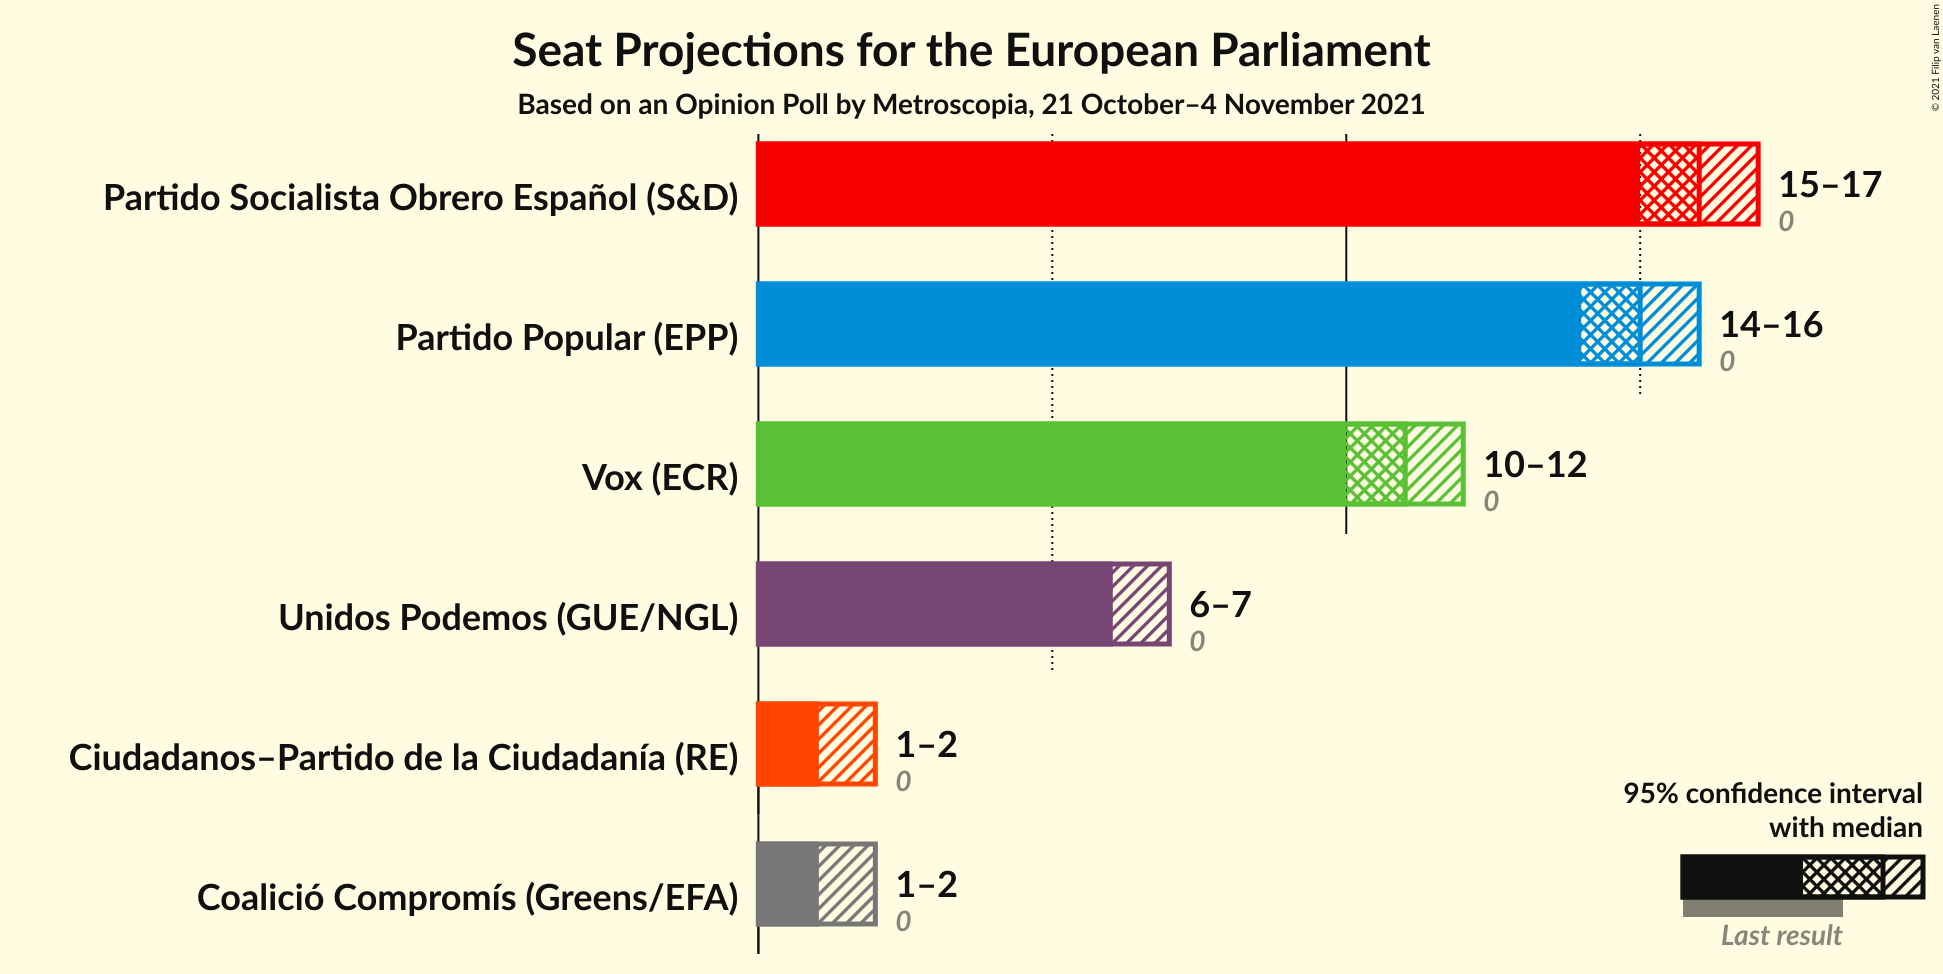 Seat Projections for the European Parliament
Based on an Opinion Poll by Metroscopia, 21 October–4 November 2021
© 2021 Filip van Laenen
Partido Socialista Obrero Español (S&D)
15–17
0
Partido Popular (EPP)
14–16
0
Vox (ECR)
10–12
0
Unidos Podemos (GUE/NGL)
6–7
0
Ciudadanos–Partido de la Ciudadanía (RE)
1–2
0
Coalició Compromís (Greens/EFA)
1–2
0
95% confidence interval
with median
Last result